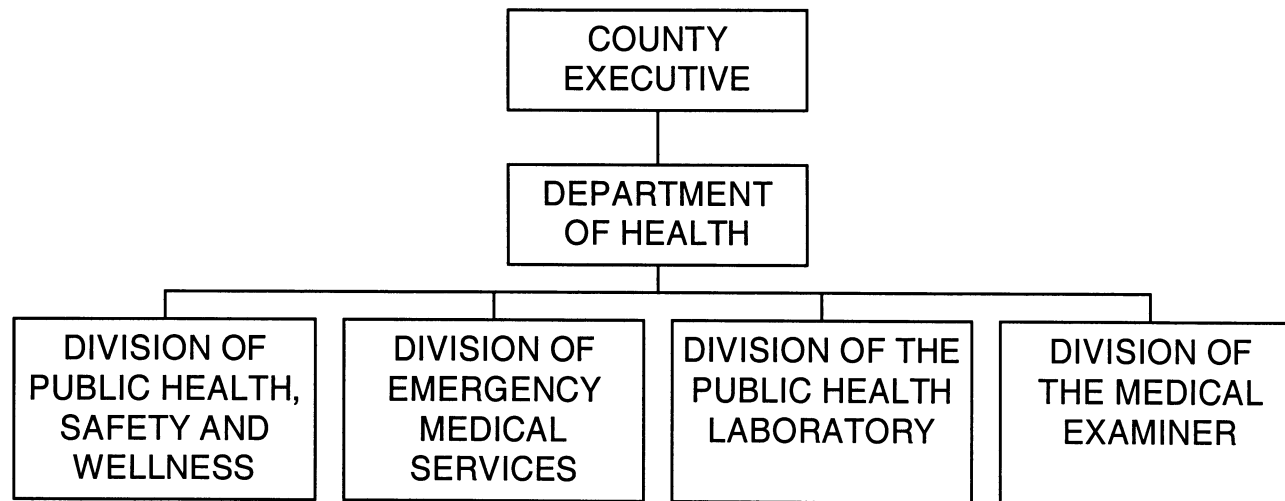 COUNTY
EXECUTIVE
DEPARTMENT
OF HEALTH
DIVISION OF
PUBLIC HEALTH,
SAFETY AND
WELLNESS
DIVISION OF
EMERGENCY
MEDICAL
SERVICES
DIVISION OF THE
PUBLIC HEALTH
LABORATORY
DIVISION OF
THE MEDICAL
EXAMINER